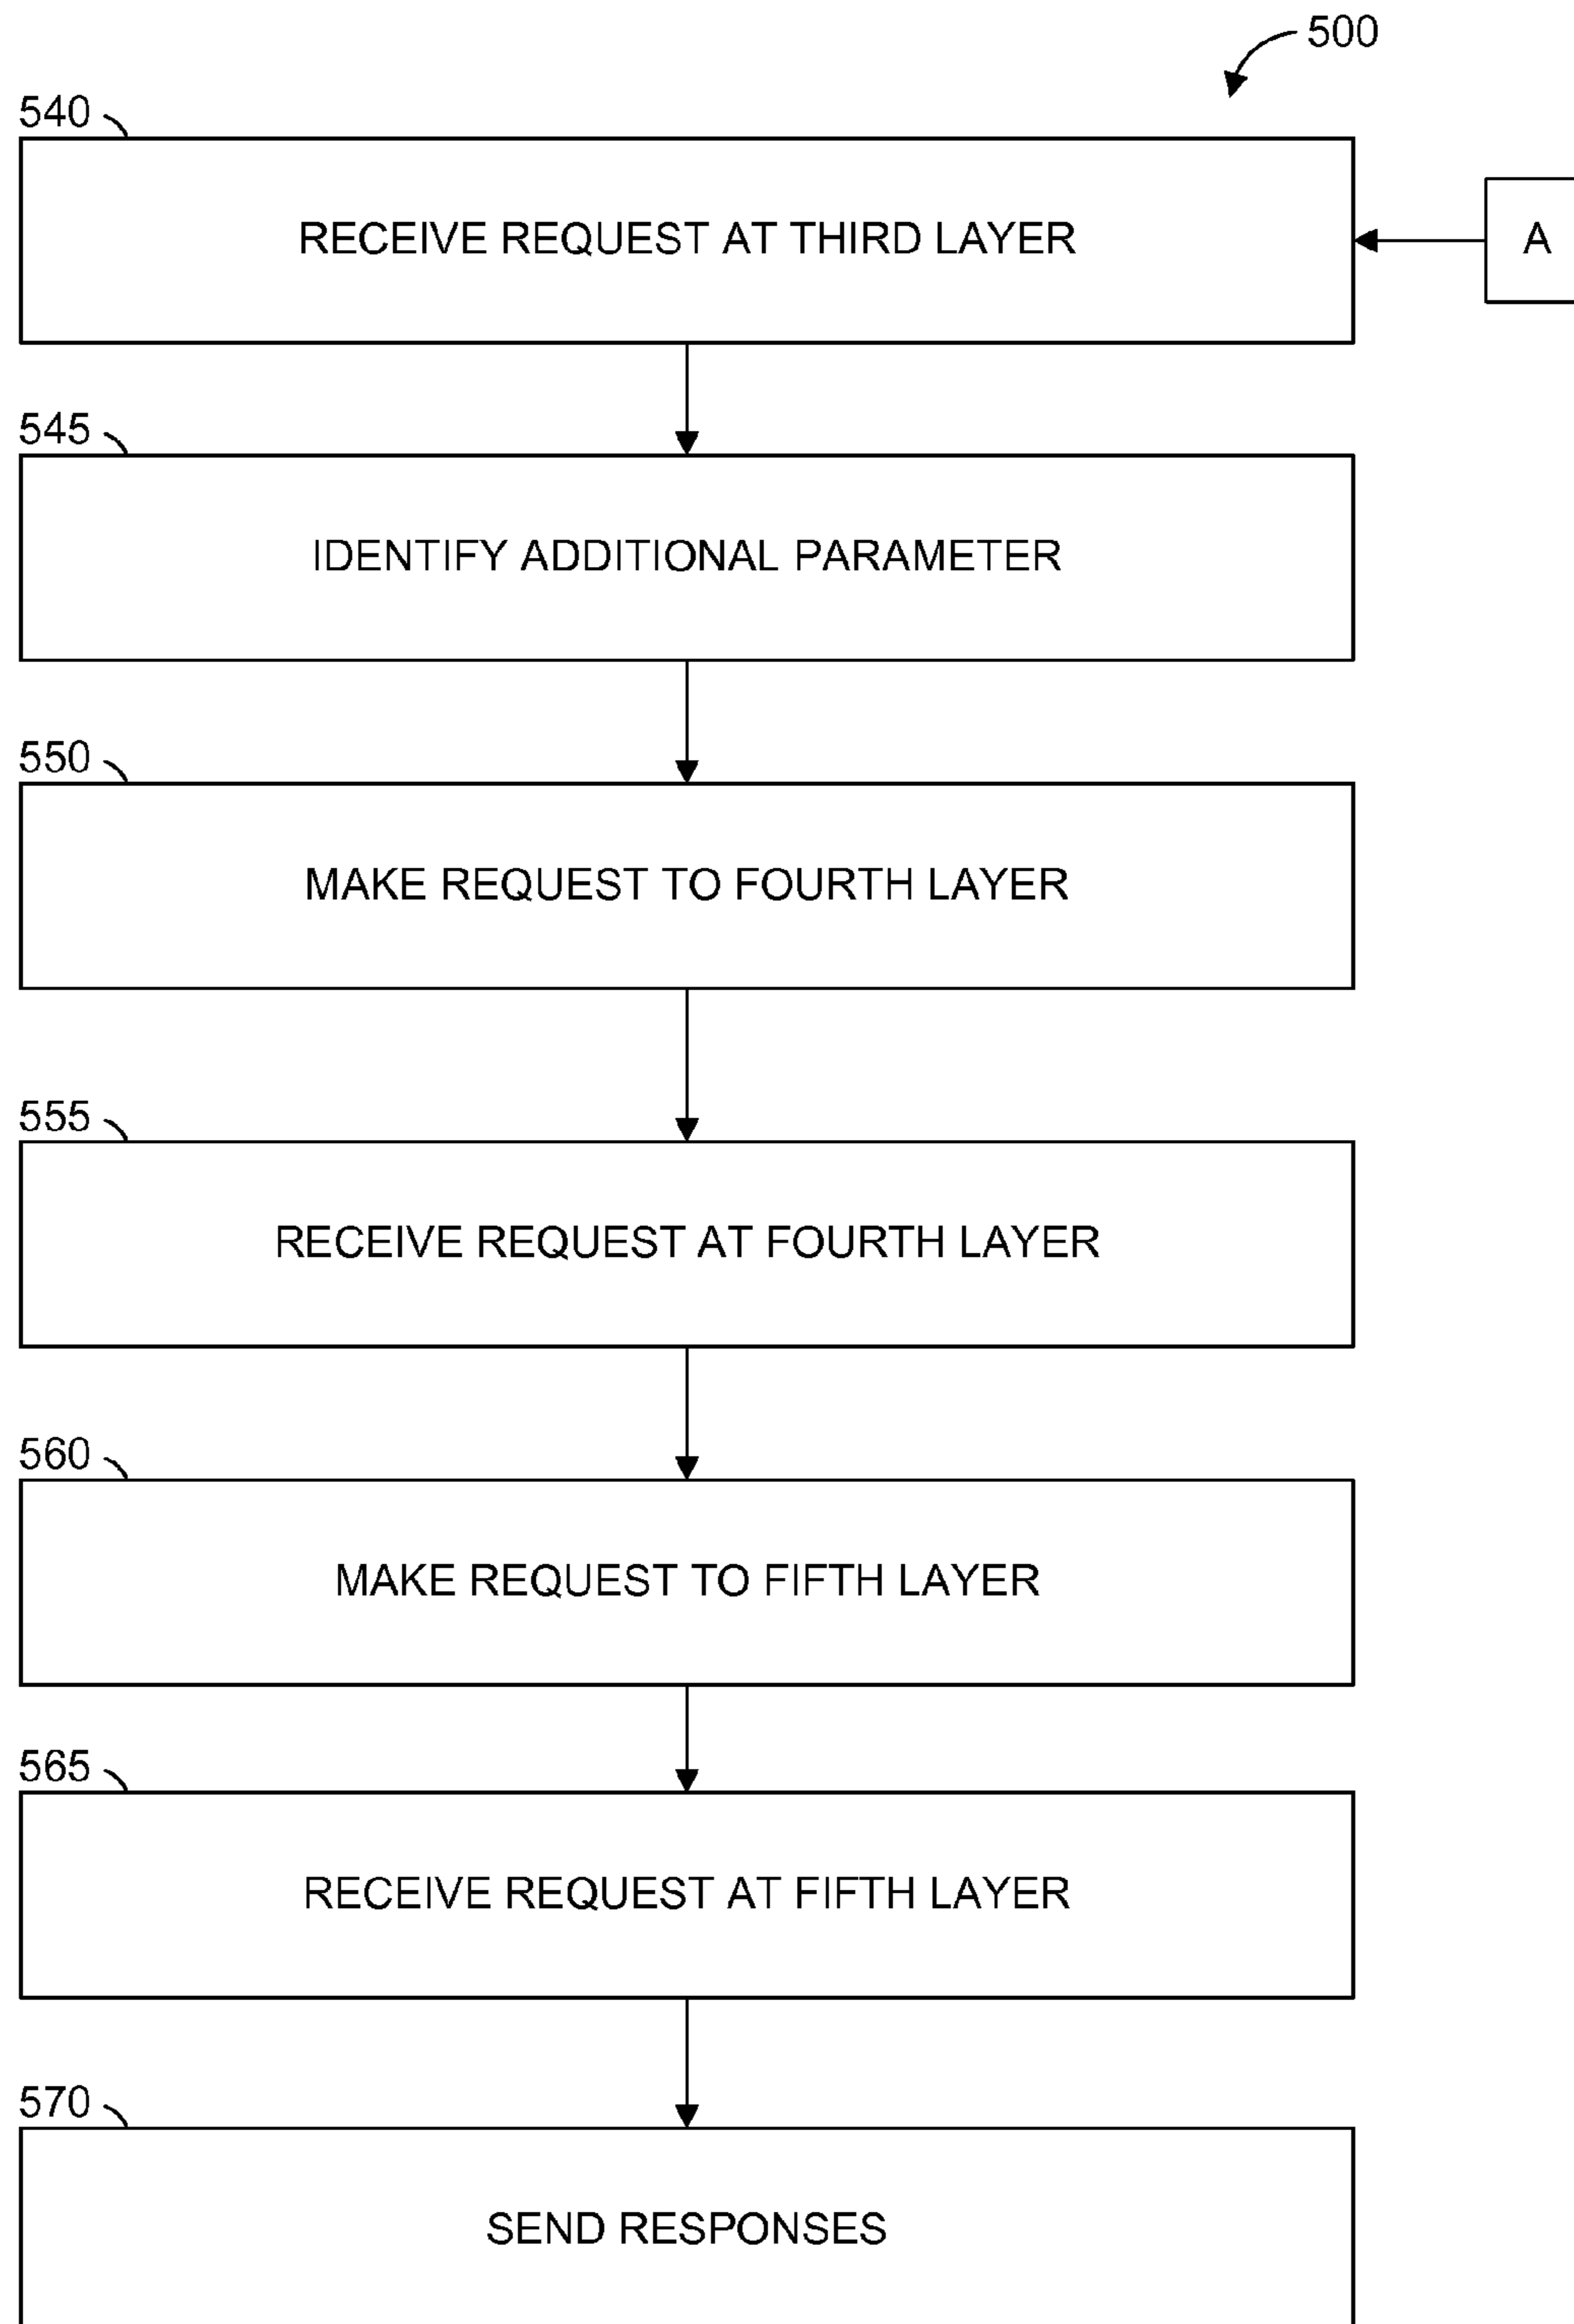 500
540
RECEIVE REQUEST AT THIRD LAYER
A
545
IDENTIFY ADDITIONAL PARAMETER
550
MAKE REQUEST TO FOURTH LAYER
555
RECEIVE REQUEST AT FOURTH LAYER
560
MAKE REQUEST TO FIFTH LAYER
565
RECEIVE REQUEST AT FIFTH LAYER
570
SEND RESPONSES